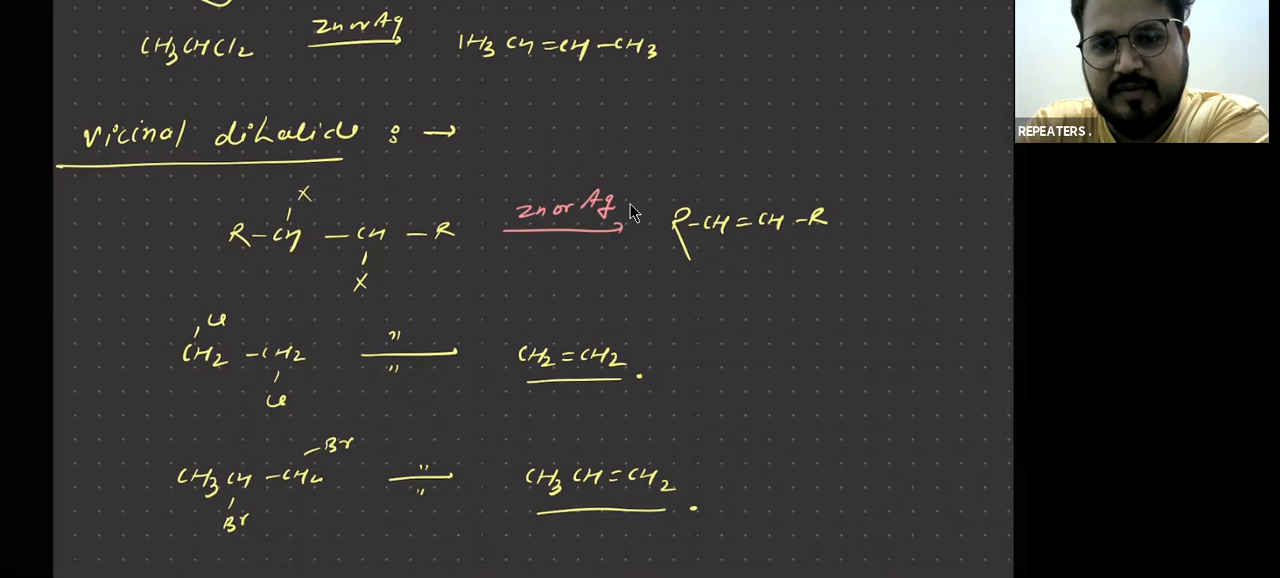 Zn or Ag
CH3CHCl2 → CH3 CH=CH-CH3
vicinal dihalide : →
X
Zn or Ag
R-CH - CH - R → R-CH=CH-R
X
Cl
CH2 -CH2 " → " CH2=CH2.
Cl
-Br
CH3 CH -CH2 " → " CH3 CH=CH2.
Br
REPEATERS .